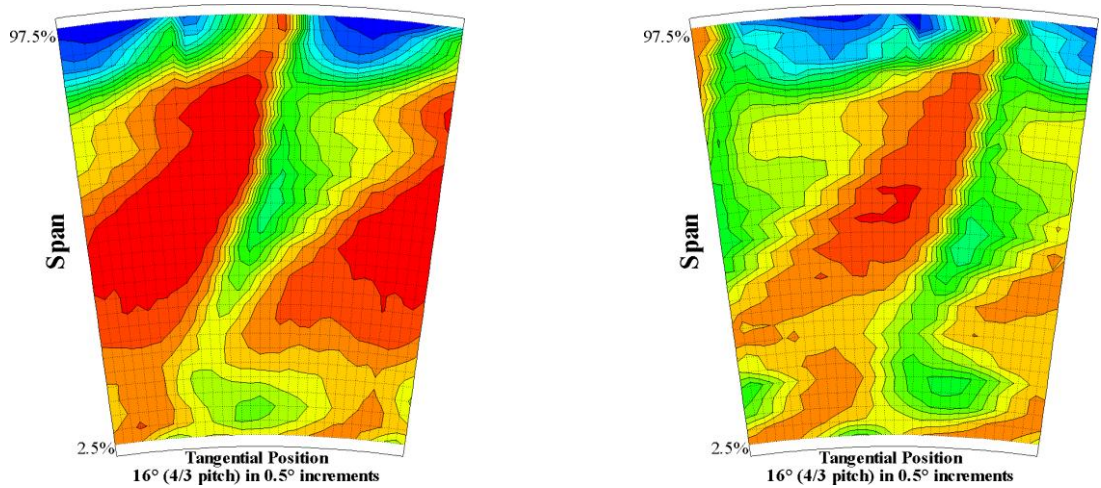 97.5%
Span
2.5%
Tangential Position
16° (4/3 pitch) in 0.5° increments
97.5%
Span
2.5%
Tangential Position
16° (4/3 pitch) in 0.5° increments